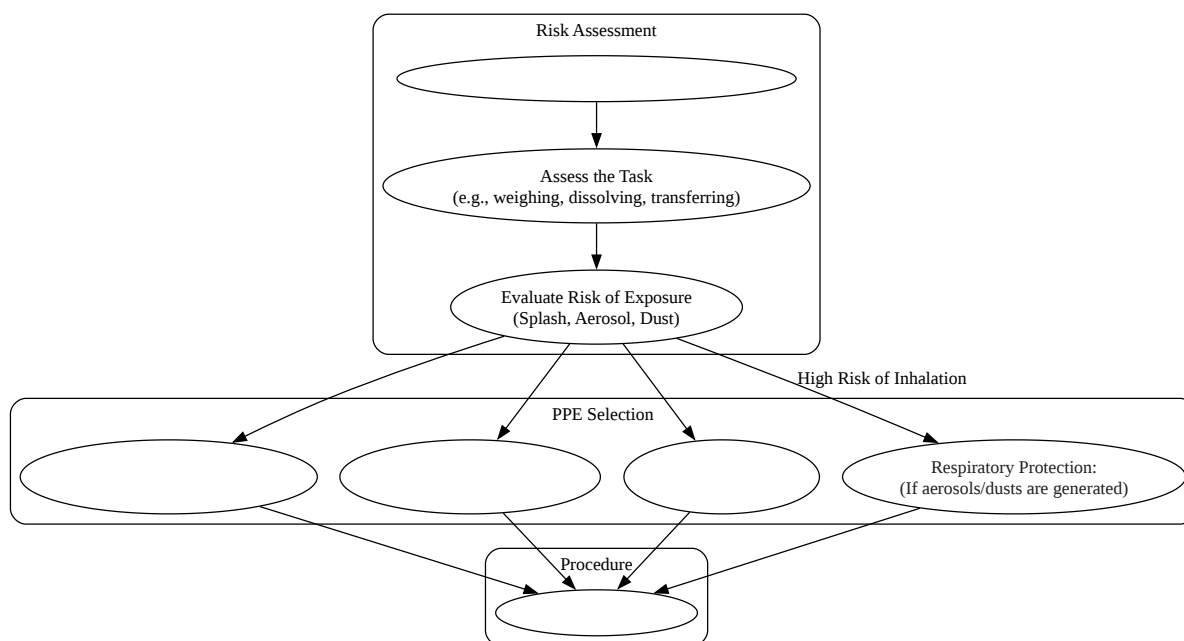 Risk Assessment
Assess the Task
(e.g., weighing, dissolving, transferring)
Evaluate Risk of Exposure
(Splash, Aerosol, Dust)
High Risk of Inhalation
PPE Selection
Respiratory Protection:
(If aerosols/dusts are generated)
Procedure